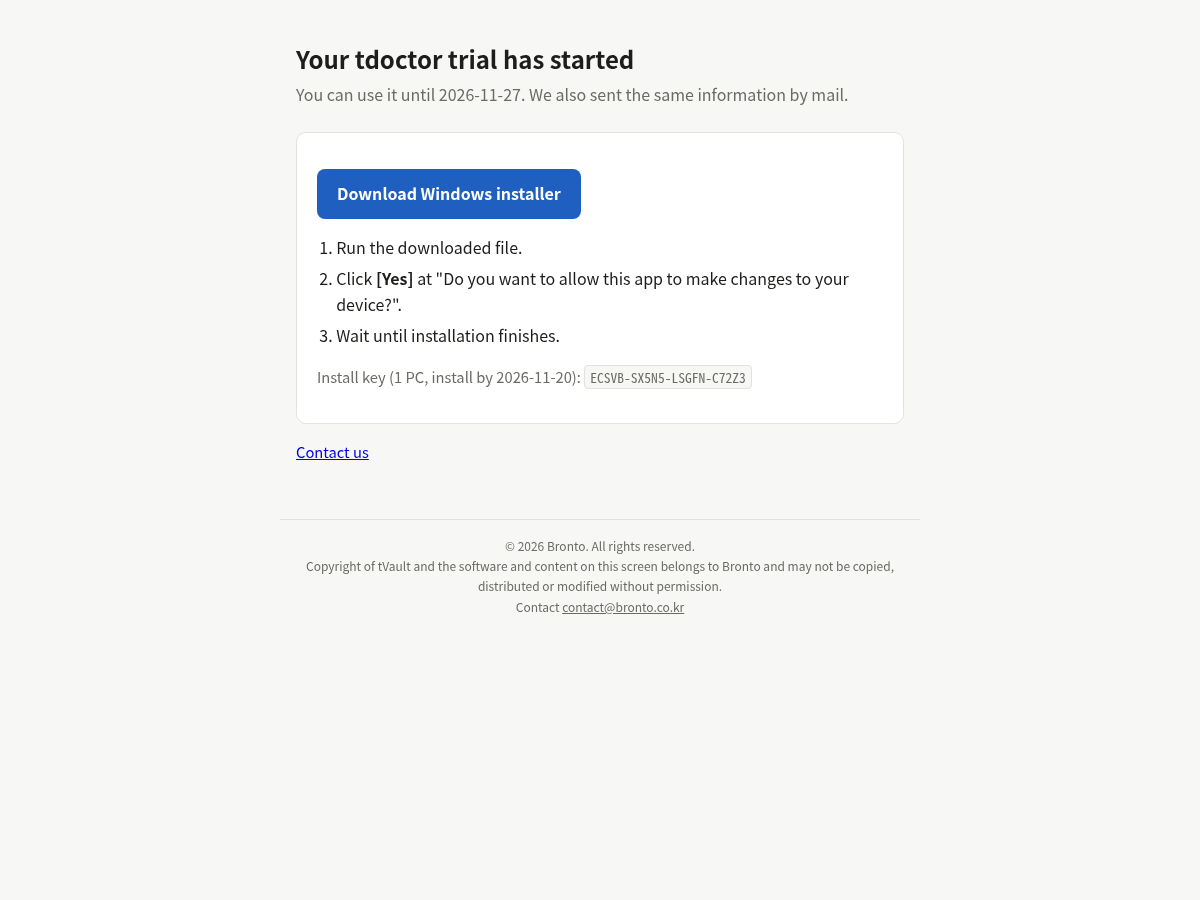 Your tdoctor trial has started
You can use it until 2026-11-27. We also sent the same information by mail.
Download Windows installer
1. Run the downloaded file.
2. Click [Yes] at "Do you want to allow this app to make changes to your
device?".
3. Wait until installation finishes.
Install key (1 PC, install by 2026-11-20): ECSVB-SX5N5-LSGFN-C72Z3
Contact us
© 2026 Bronto. All rights reserved.
Copyright of tVault and the software and content on this screen belongs to Bronto and may not be copied,
distributed or modified without permission.
Contact contact@bronto.co.kr